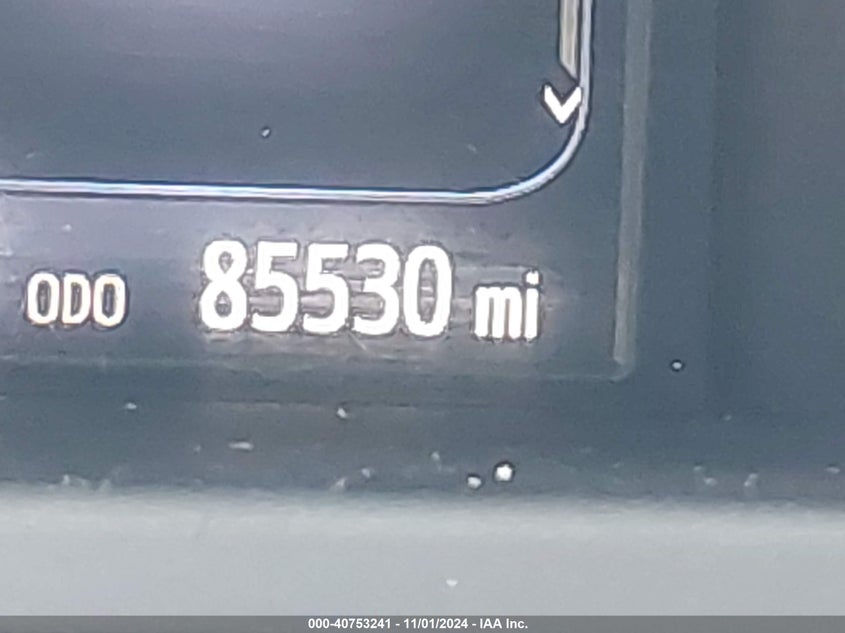 ODO 85530 mi
000-40753241 - 11/01/2024 - IAA Inc.